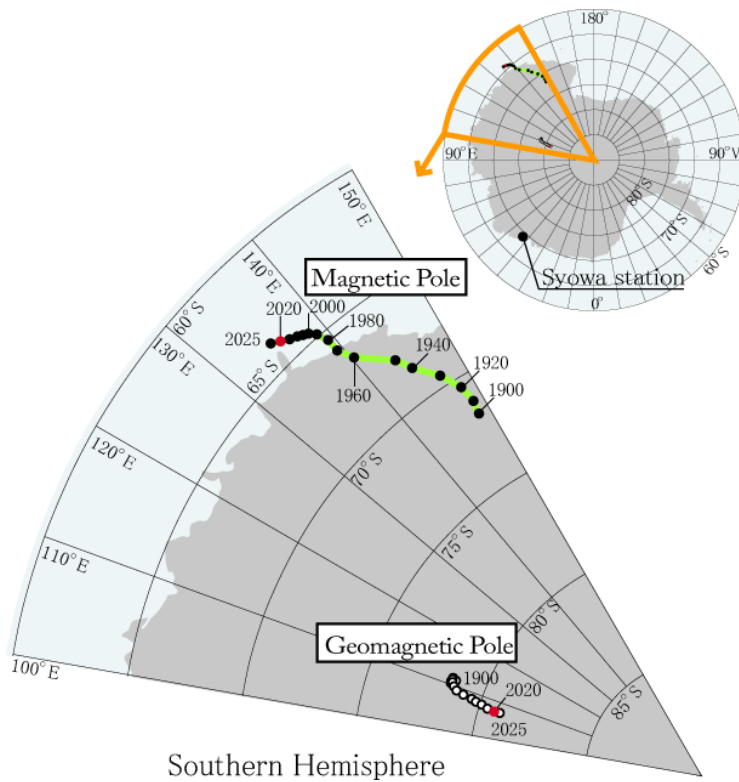 180°
90°E
90°W
80°S
70°S
60°S
Syowa station
0°
150° E
140° E
60° S
130° E
65° S
120° E
110° E
100° E
Magnetic Pole
2025
2020
2000
1980
1960
1940
1920
1900
70° S
75° S
80° S
85° S
Geomagnetic Pole
1900
2020
2025
Southern Hemisphere